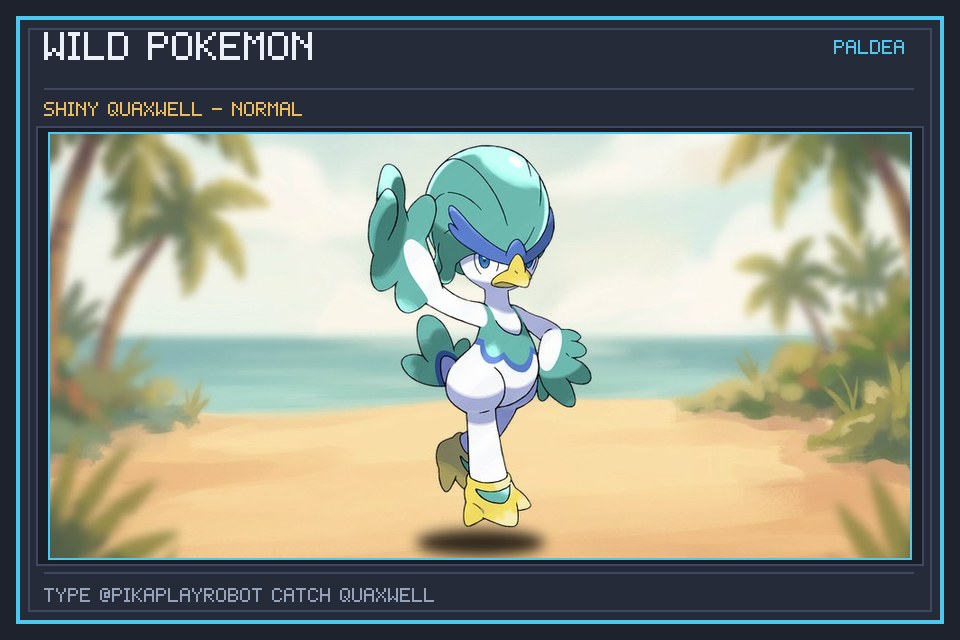 WILD POKEMON
PALDEA
SHINY QUAXWELL - NORMAL
TYPE @PIKAPLAYROBOT CATCH QUAXWELL